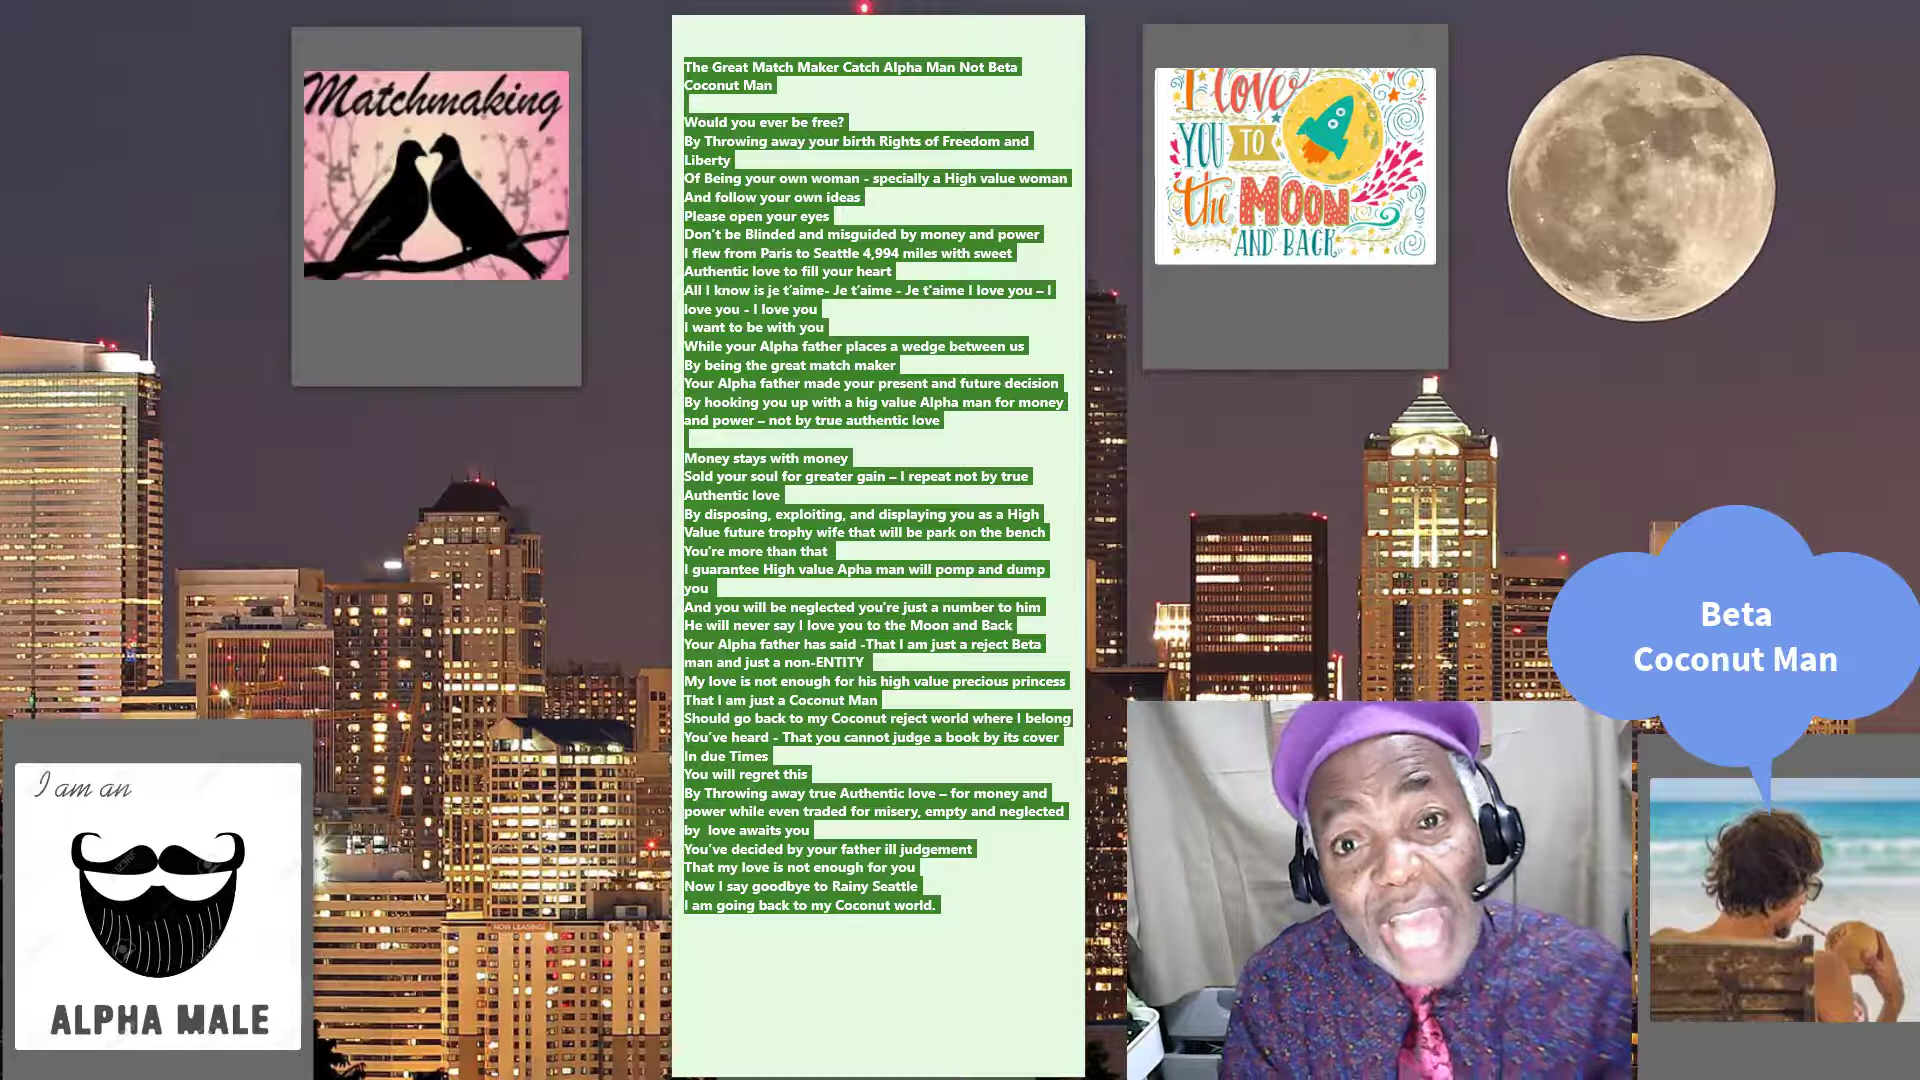 Matchmaking
The Great Match Maker Catch Alpha Man Not Beta
Coconut Man
Would you ever be free?
By Throwing away your birth Rights of Freedom and
Liberty
Of Being your own woman - specially a High value woman
And follow your own ideas
Please open your eyes
Don’t be Blinded and misguided by money and power
I flew from Paris to Seattle 4,994 miles with sweet
Authentic love to fill your heart
All I know is je t’aime- Je t’aime - Je t'aime I love you – I
love you - I love you
I want to be with you
While your Alpha father places a wedge between us
By being the great match maker
Your Alpha father made your present and future decision
By hooking you up with a hig value Alpha man for money
and power – not by true authentic love
Money stays with money
Sold your soul for greater gain – I repeat not by true
Authentic love
By disposing, exploiting, and displaying you as a High
Value future trophy wife that will be park on the bench
You're more than that
I guarantee High value Apha man will pomp and dump
you
And you will be neglected you're just a number to him
He will never say I love you to the Moon and Back
Your Alpha father has said -That I am just a reject Beta
man and just a non-ENTITY
My love is not enough for his high value precious princess
That I am just a Coconut Man
Should go back to my Coconut reject world where I belong
You’ve heard - That you cannot judge a book by its cover
In due Times
You will regret this
By Throwing away true Authentic love – for money and
power while even traded for misery, empty and neglected
by  love awaits you
You’ve decided by your father ill judgement
That my love is not enough for you
Now I say goodbye to Rainy Seattle
I am going back to my Coconut world.
I love
YOU TO
the MOON
AND BACK
Beta
Coconut Man
I am an
ALPHA MALE
NOW LEASING